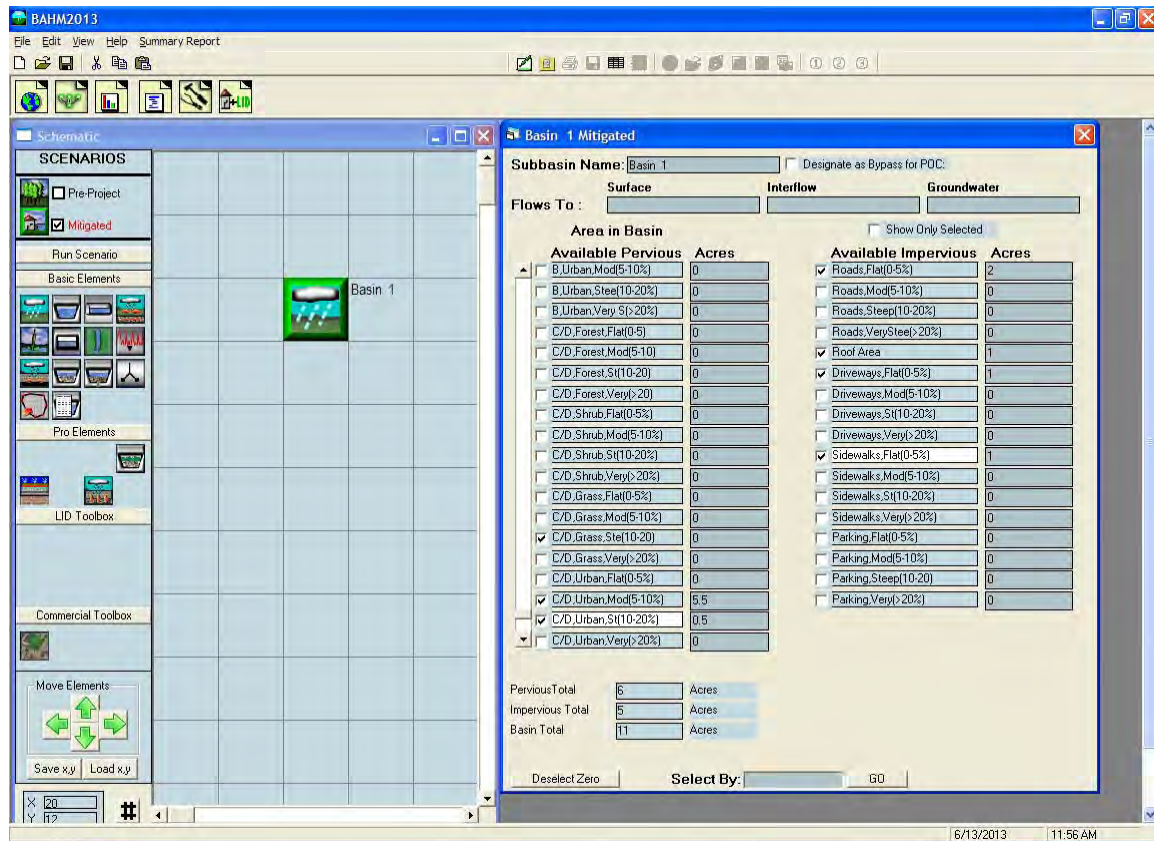 BAHM2013
File Edit View Help Summary Report
+LID
Schematic
SCENARIOS
Pre-Project
Mitigated
Run Scenario
Basic Elements
Pro Elements
LID Toolbox
Commercial Toolbox
Move Elements
Save x,y Load x,y
X 20
Y 12
#
Basin 1
Basin 1 Mitigated
Subbasin Name: Basin 1 Designate as Bypass for POC:
Surface Interflow Groundwater
Flows To :
Area in Basin Show Only Selected
Available Pervious Acres Available Impervious Acres
B,Urban,Mod(5-10%) 0 Roads,Flat(0-5%) 2
B,Urban,Stee(10-20%) 0 Roads,Mod(5-10%) 0
B,Urban,Very S(>20%) 0 Roads,Steep(10-20%) 0
C/D,Forest,Flat(0-5) 0 Roads,VeryStee(>20%) 0
C/D,Forest,Mod(5-10) 0 Roof Area 1
C/D,Forest,St(10-20) 0 Driveways,Flat(0-5%) 1
C/D,Forest,Very(>20) 0 Driveways,Mod(5-10%) 0
C/D,Shrub,Flat(0-5%) 0 Driveways,St(10-20%) 0
C/D,Shrub,Mod(5-10%) 0 Driveways,Very(>20%) 0
C/D,Shrub,St(10-20%) 0 Sidewalks,Flat(0-5%) 1
C/D,Shrub,Very(>20%) 0 Sidewalks,Mod(5-10%) 0
C/D,Grass,Flat(0-5%) 0 Sidewalks,St(10-20%) 0
C/D,Grass,Mod(5-10%) 0 Sidewalks,Very(>20%) 0
C/D,Grass,Ste(10-20) 0 Parking,Flat(0-5%) 0
C/D,Grass,Very(>20%) 0 Parking,Mod(5-10%) 0
C/D,Urban,Flat(0-5%) 0 Parking,Steep(10-20) 0
C/D,Urban,Mod(5-10%) 5.5 Parking,Very(>20%) 0
C/D,Urban,St(10-20%) 0.5
C/D,Urban,Very(>20%) 0
PerviousTotal 6 Acres
Impervious Total 5 Acres
Basin Total 11 Acres
Deselect Zero Select By: GO
6/13/2013 11:56 AM